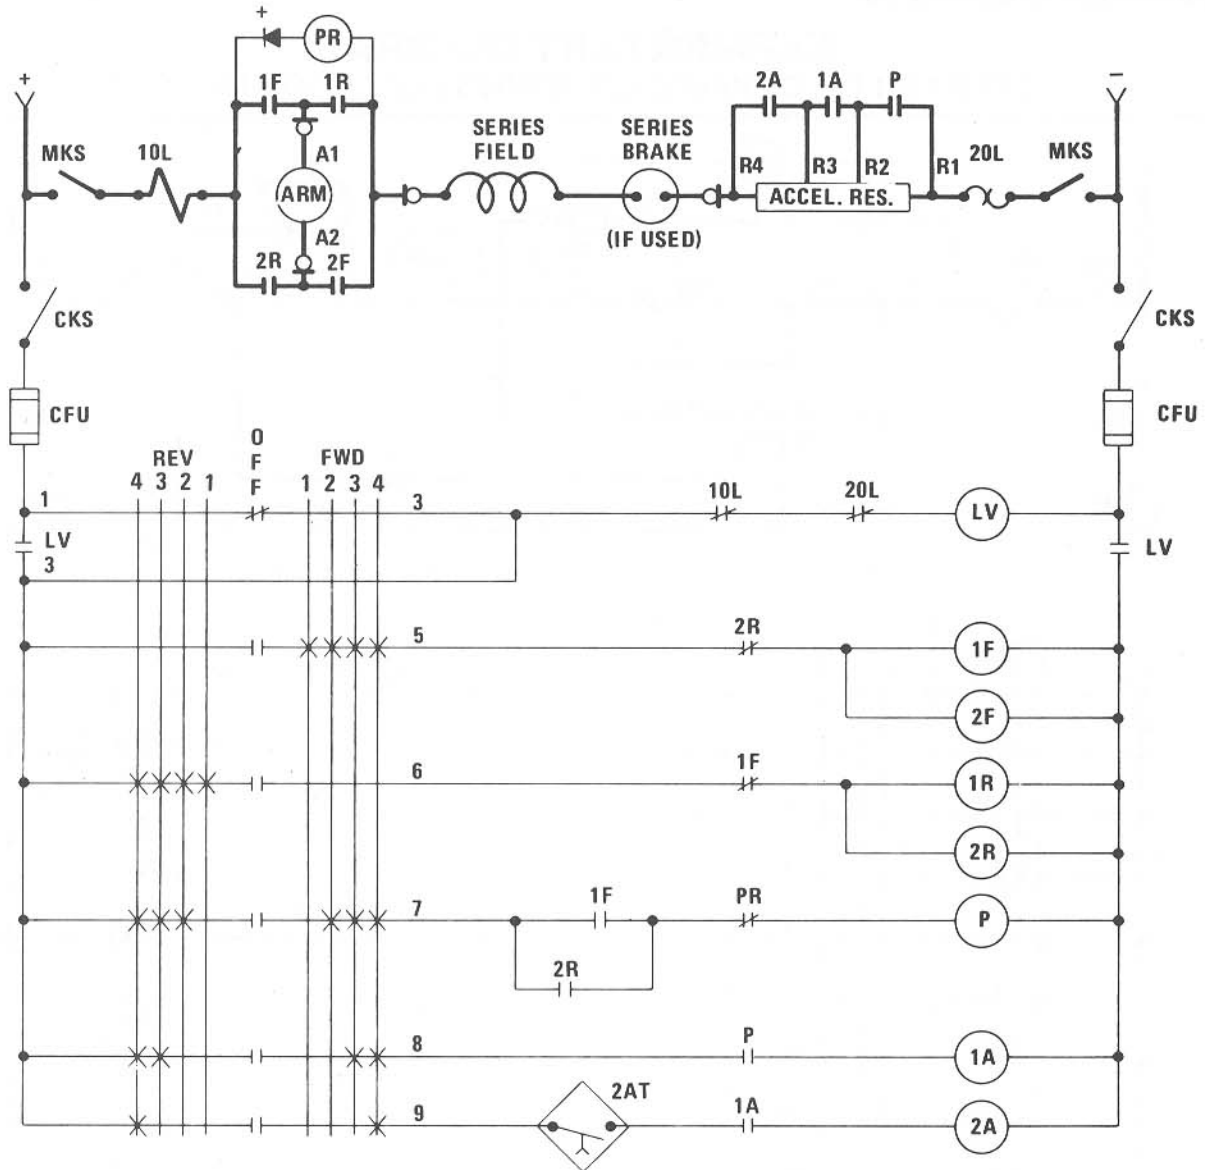 +
PR
1F 1R
2A 1A P
+
−
MKS
10L
A1
ARM
A2
2R 2F
SERIES
FIELD
SERIES
BRAKE
(IF USED)
R4 R3 R2 R1
ACCEL. RES.
20L
MKS
CKS
CKS
CFU
CFU
REV
4 3 2 1
OFF
FWD
1 2 3 4
1
3
10L
20L
LV
LV
3
LV
5
2R
1F
2F
6
1F
1R
2R
7
1F
2R
PR
P
8
P
1A
9
2AT
1A
2A